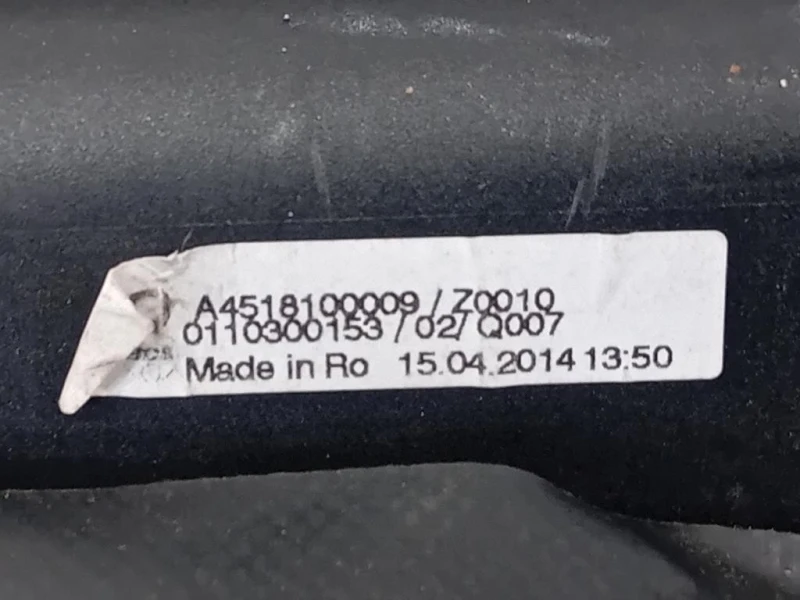 A4518100009 / Z0010
0110300153 / 02/ Q007
Made in Ro 15.04.2014 13:50